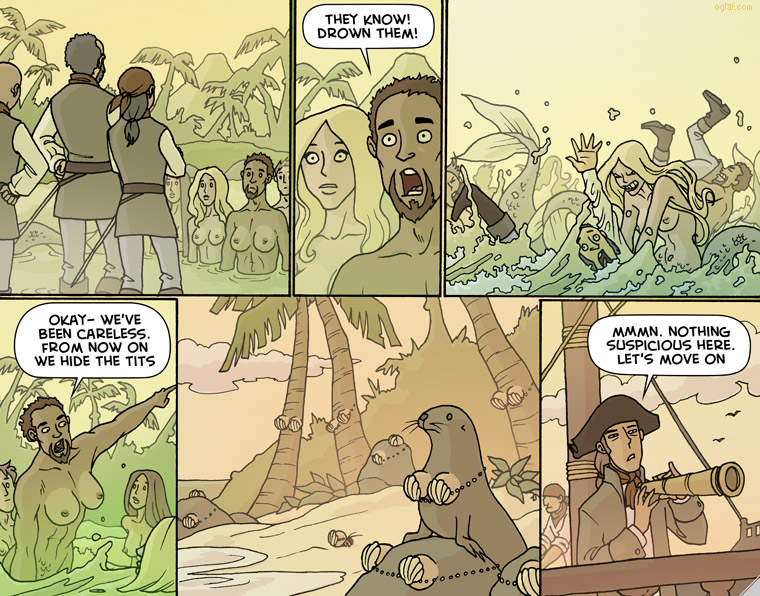 oglaf.com
THEY KNOW!
DROWN THEM!
OKAY- WE'VE
BEEN CARELESS.
FROM NOW ON
WE HIDE THE TITS
MMMN. NOTHING
SUSPICIOUS HERE.
LET'S MOVE ON